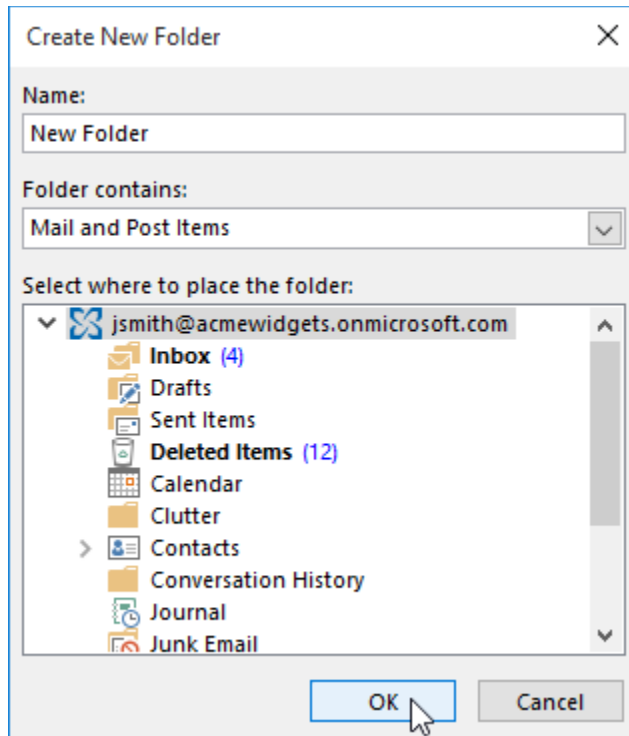 Create New Folder
Name:
New Folder
Folder contains:
Mail and Post Items
Select where to place the folder:
jsmith@acmewidgets.onmicrosoft.com
Inbox (4)
Drafts
Sent Items
Deleted Items (12)
Calendar
Clutter
Contacts
Conversation History
Journal
Junk Email
OK Cancel